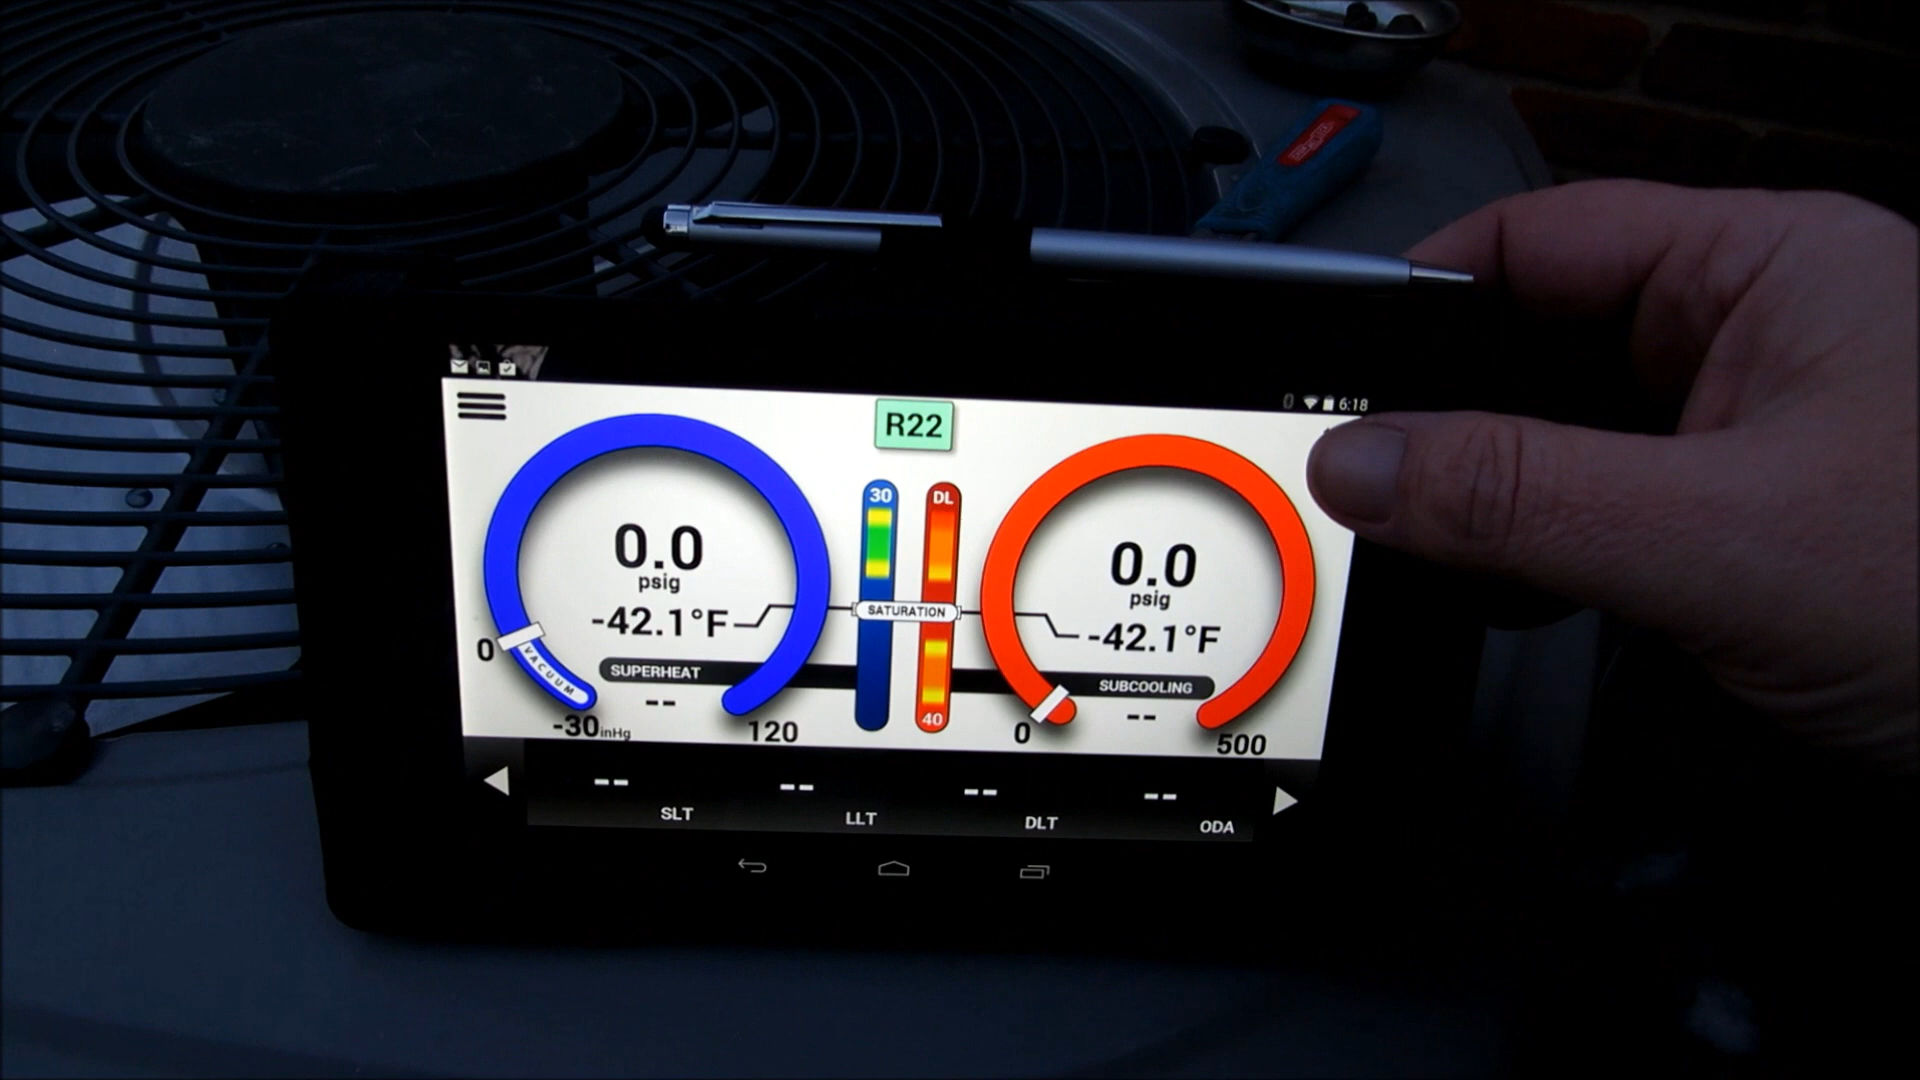 6:18
R22
30
DL
0.0
psig
-42.1°F
SATURATION
0.0
psig
-42.1°F
0
VACUUM
SUPERHEAT
--
SUBCOOLING
--
-30inHg
120
40
0
500
--
--
--
--
SLT
LLT
DLT
ODA